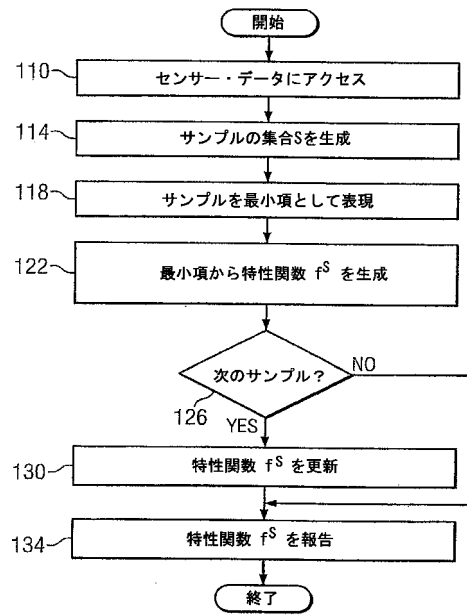 開始
110 センサー・データにアクセス
114 サンプルの集合Sを生成
118 サンプルを最小項として表現
122 最小項から特性関数 f^S を生成
次のサンプル? NO
126
YES
130 特性関数 f^S を更新
134 特性関数 f^S を報告
終了